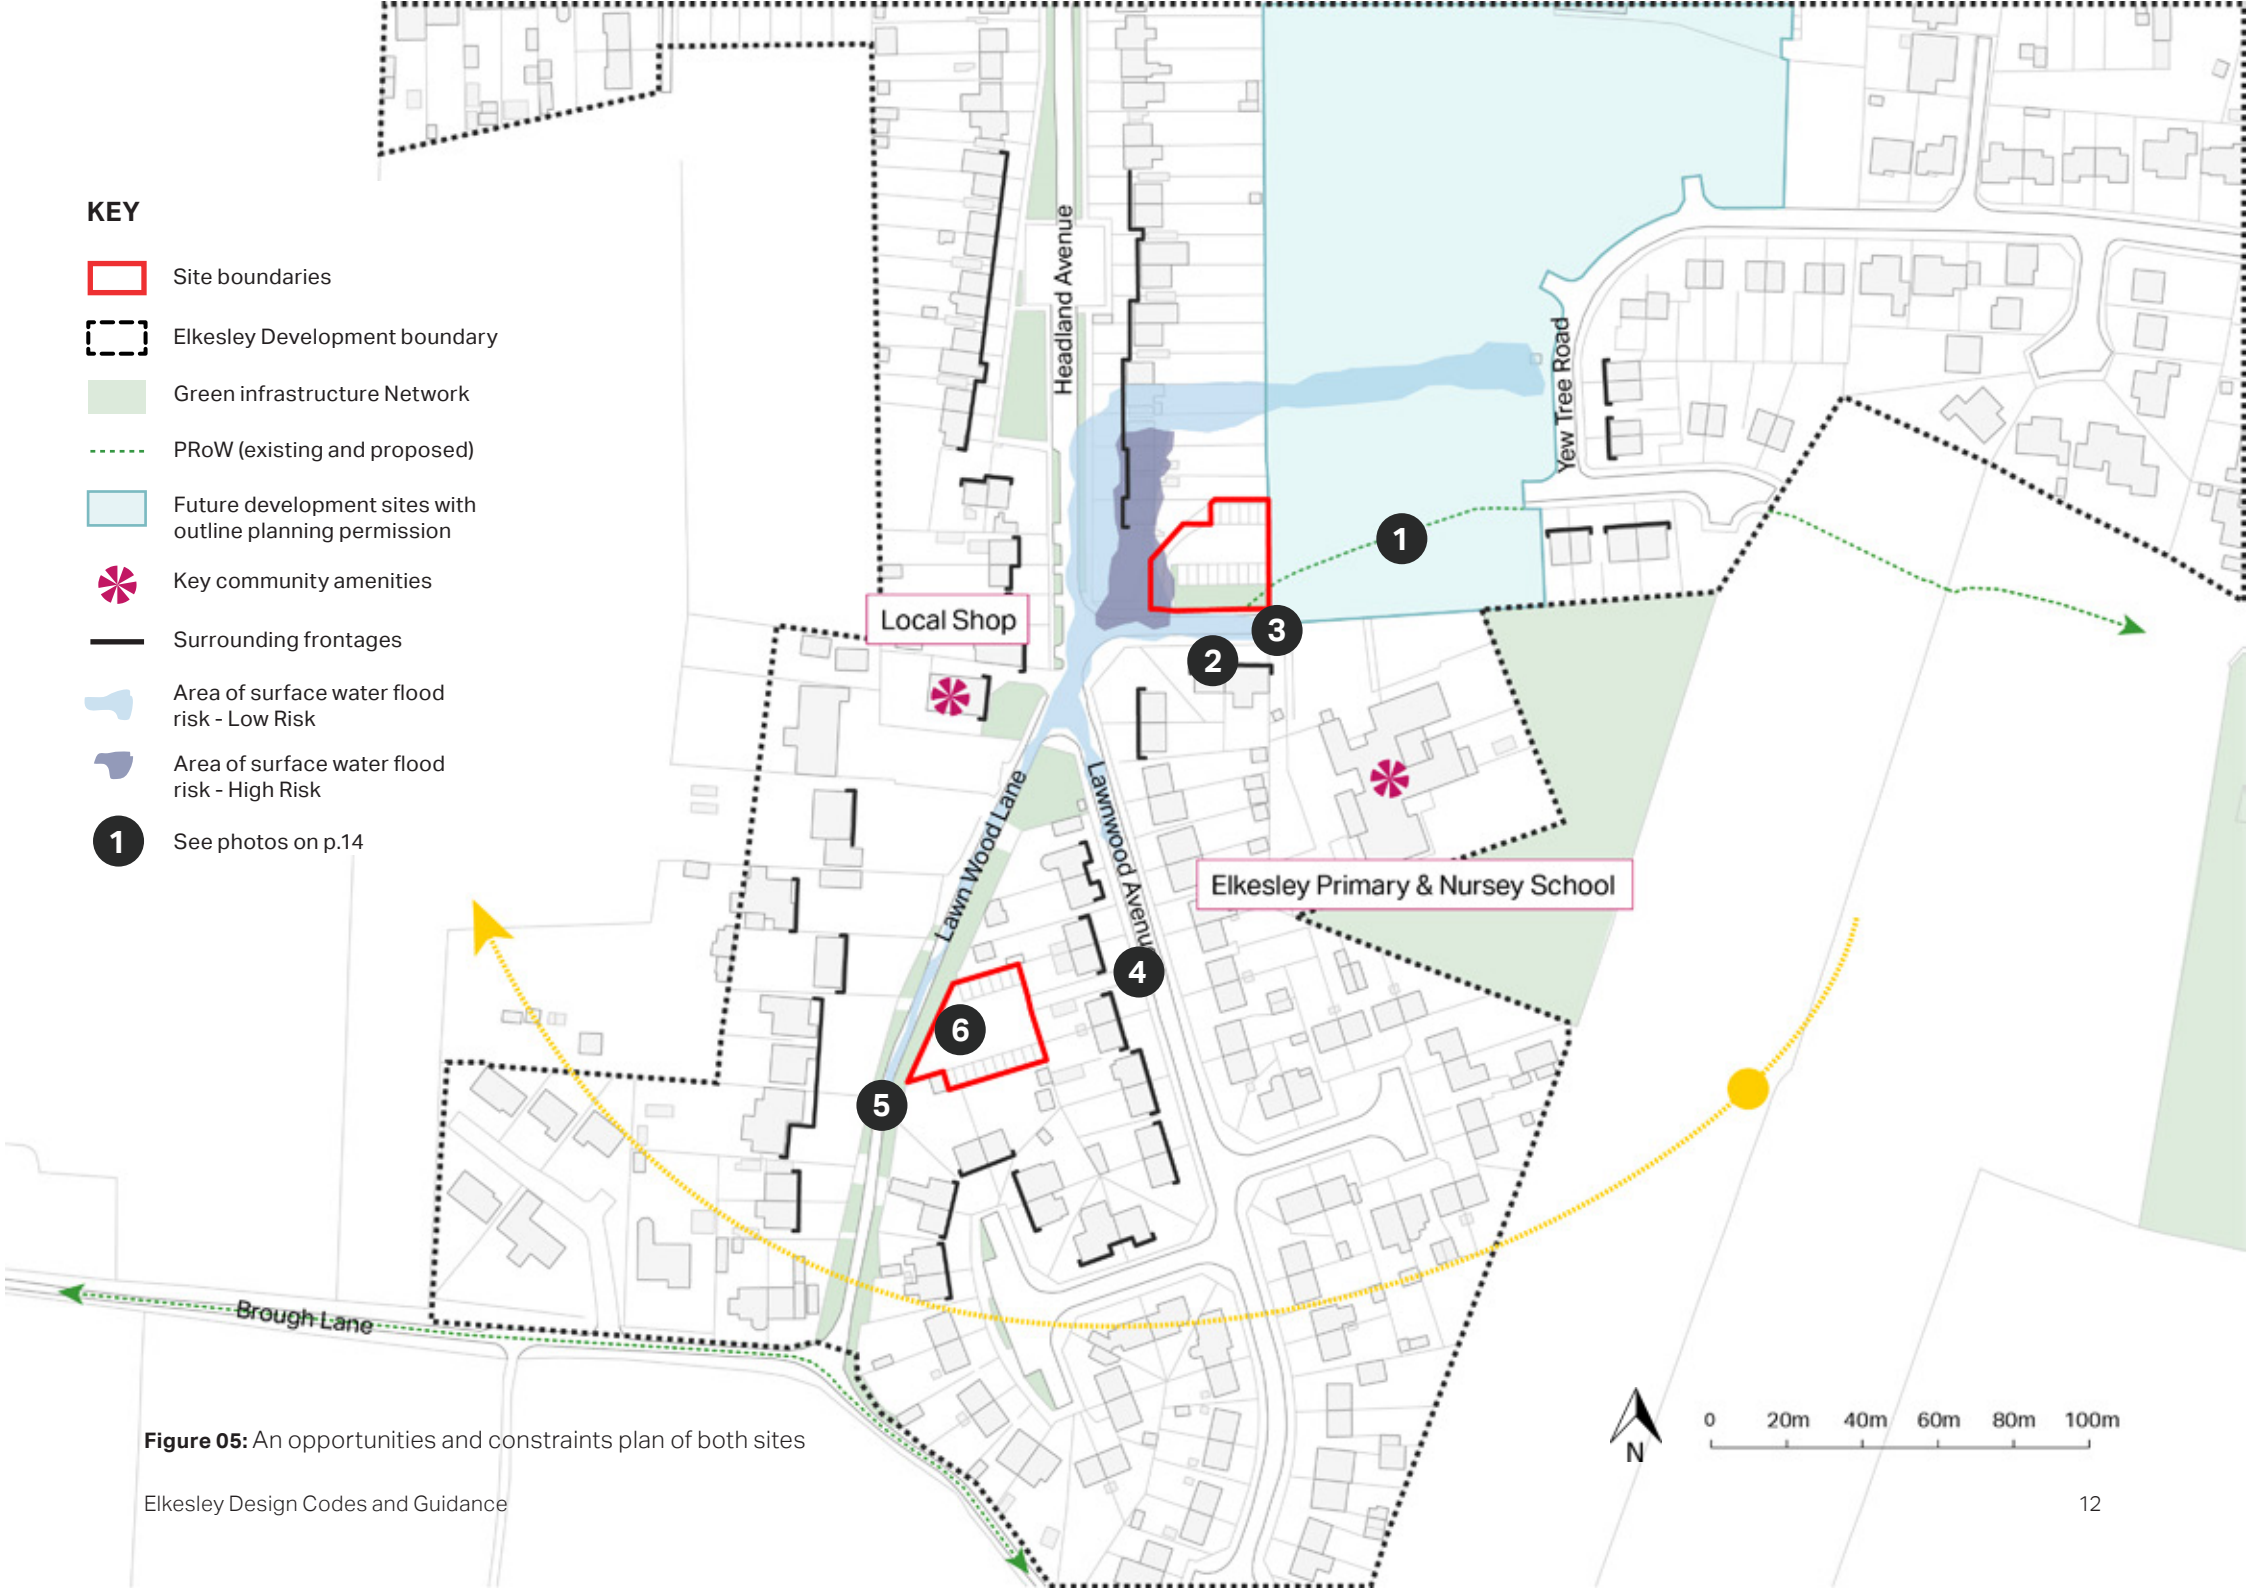 KEY
Site boundaries
Elkesley Development boundary
Green infrastructure Network
PRoW (existing and proposed)
Future development sites with
outline planning permission
Key community amenities
Surrounding frontages
Area of surface water flood
risk - Low Risk
Area of surface water flood
risk - High Risk
1
See photos on p.14
Headland Avenue
Yew Tree Road
1
Local Shop
3
2
Lawn Wood Lane
Lawnwood Avenue
Elkesley Primary & Nursey School
4
6
5
Brough Lane
N
0 20m 40m 60m 80m 100m
Figure 05: An opportunities and constraints plan of both sites
Elkesley Design Codes and Guidance
12